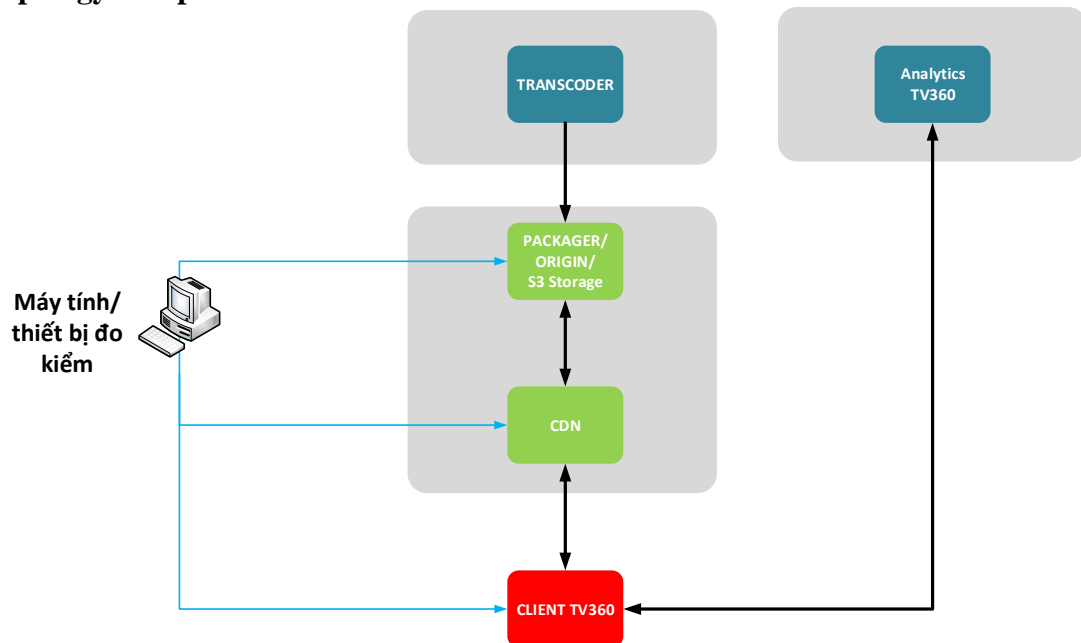 TRANSCODER
Analytics
TV360
PACKAGER/
ORIGIN/
S3 Storage
Máy tính/
thiết bị đo
kiểm
CDN
CLIENT TV360